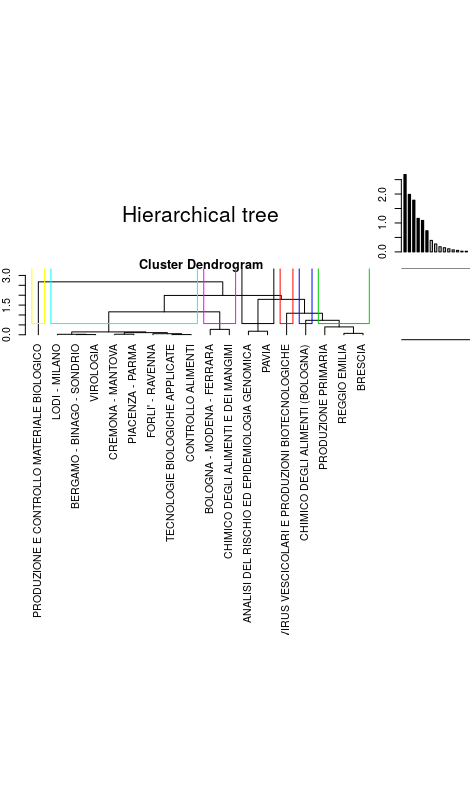 Hierarchical tree
0.0 1.0 2.0
Cluster Dendrogram
0.0 1.5 3.0
PRODUZIONE E CONTROLLO MATERIALE BIOLOGICO
LODI - MILANO
BERGAMO - BINAGO - SONDRIO
VIROLOGIA
CREMONA - MANTOVA
PIACENZA - PARMA
FORLI' - RAVENNA
TECNOLOGIE BIOLOGICHE APPLICATE
CONTROLLO ALIMENTI
BOLOGNA - MODENA - FERRARA
CHIMICO DEGLI ALIMENTI E DEI MANGIMI
ANALISI DEL RISCHIO ED EPIDEMIOLOGIA GENOMICA
PAVIA
VIRUS VESCICOLARI E PRODUZIONI BIOTECNOLOGICHE
CHIMICO DEGLI ALIMENTI (BOLOGNA)
PRODUZIONE PRIMARIA
REGGIO EMILIA
BRESCIA